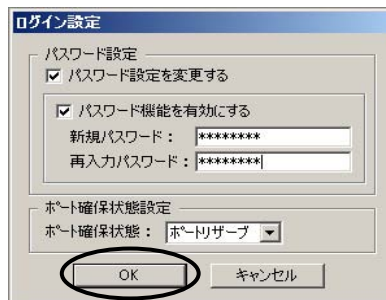 ログイン設定
パスワード設定
パスワード設定を変更する
パスワード機能を有効にする
新規パスワード： ********
再入力パスワード： ********
ポート確保状態設定
ポート確保状態： ポートリザーブ
OK キャンセル